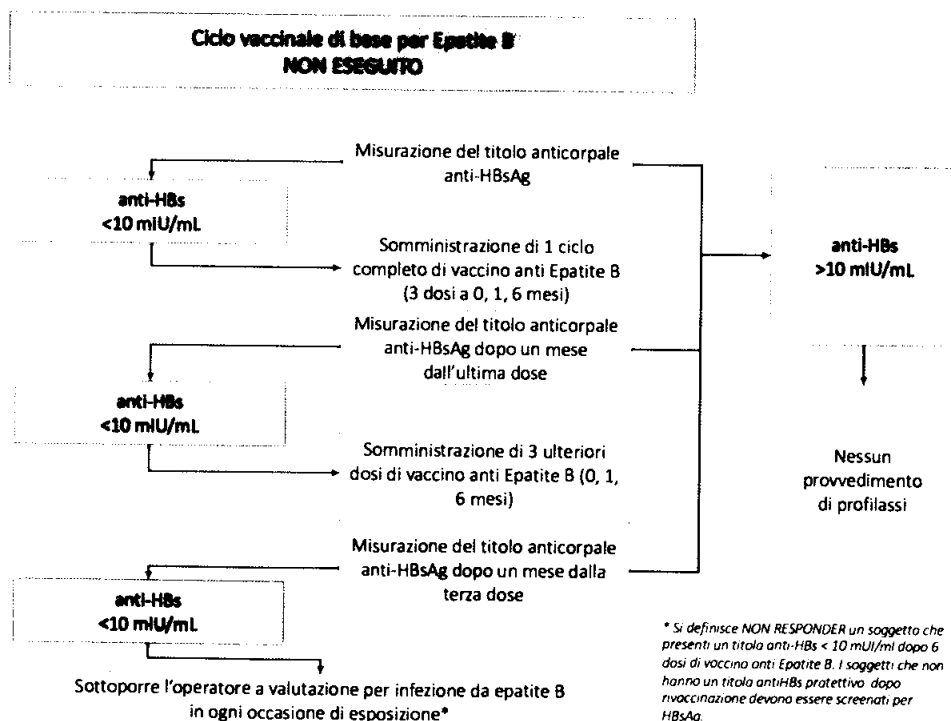 Ciclo vaccinale di base per Epatite B
NON ESEGUITO
Misurazione del titolo anticorpale
anti-HBsAg
anti-HBs
<10 mIU/mL
Somministrazione di 1 ciclo
completo di vaccino anti Epatite B
(3 dosi a 0, 1, 6 mesi)
anti-HBs
>10 mIU/mL
Misurazione del titolo anticorpale
anti-HBsAg dopo un mese
dall'ultima dose
anti-HBs
<10 mIU/mL
Somministrazione di 3 ulteriori
dosi di vaccino anti Epatite B (0, 1,
6 mesi)
Nessun
provvedimento
di profilassi
Misurazione del titolo anticorpale
anti-HBsAg dopo un mese dalla
terza dose
anti-HBs
<10 mIU/mL
Sottoporre l'operatore a valutazione per infezione da epatite B
in ogni occasione di esposizione*
* Si definisce NON RESPONDER un soggetto che
presenti un titola anti-HBs < 10 mUI/ml dopo 6
dosi di vaccino anti Epatite B. I soggetti che non
hanno un titola antiHBs protettivo dopo
rivaccinazione devono essere screenati per
HBsAg.